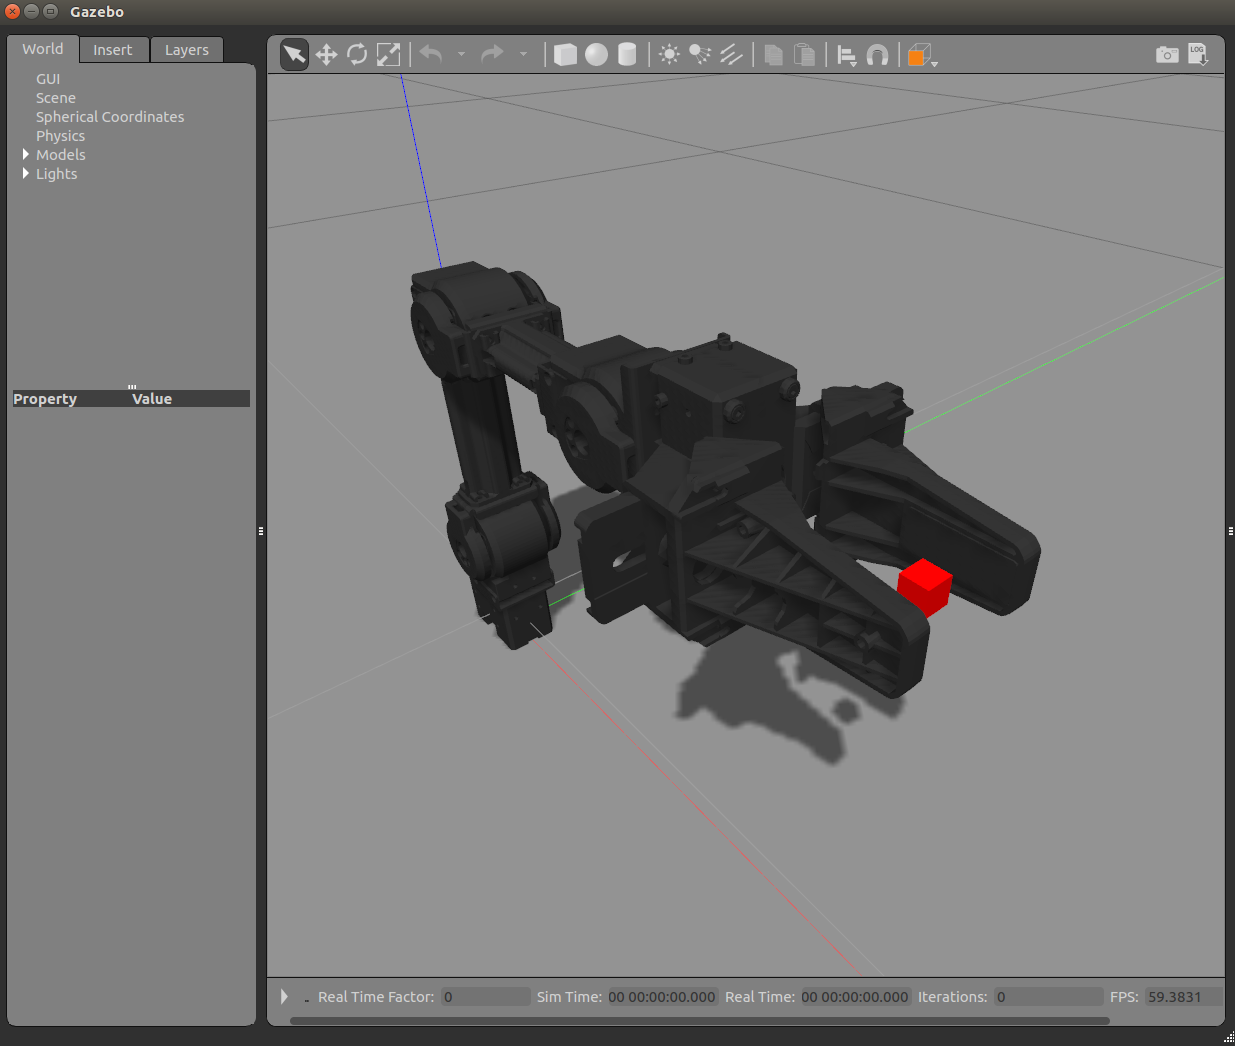 Gazebo
World Insert Layers
LOG
GUI
Scene
Spherical Coordinates
Physics
Models
Lights
Property Value
Real Time Factor: 0 Sim Time: 00 00:00:00.000 Real Time: 00 00:00:00.000 Iterations: 0 FPS: 59.3831